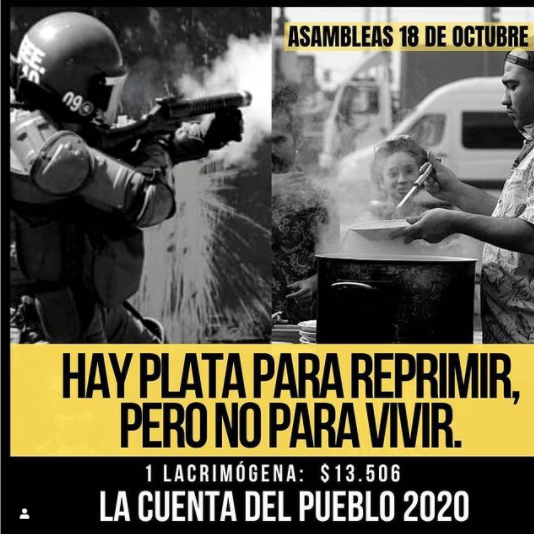 ASAMBLEAS 18 DE OCTUBRE
09
HAY PLATA PARA REPRIMIR,
PERO NO PARA VIVIR.
1 LACRIMÓGENA: $13.506
LA CUENTA DEL PUEBLO 2020